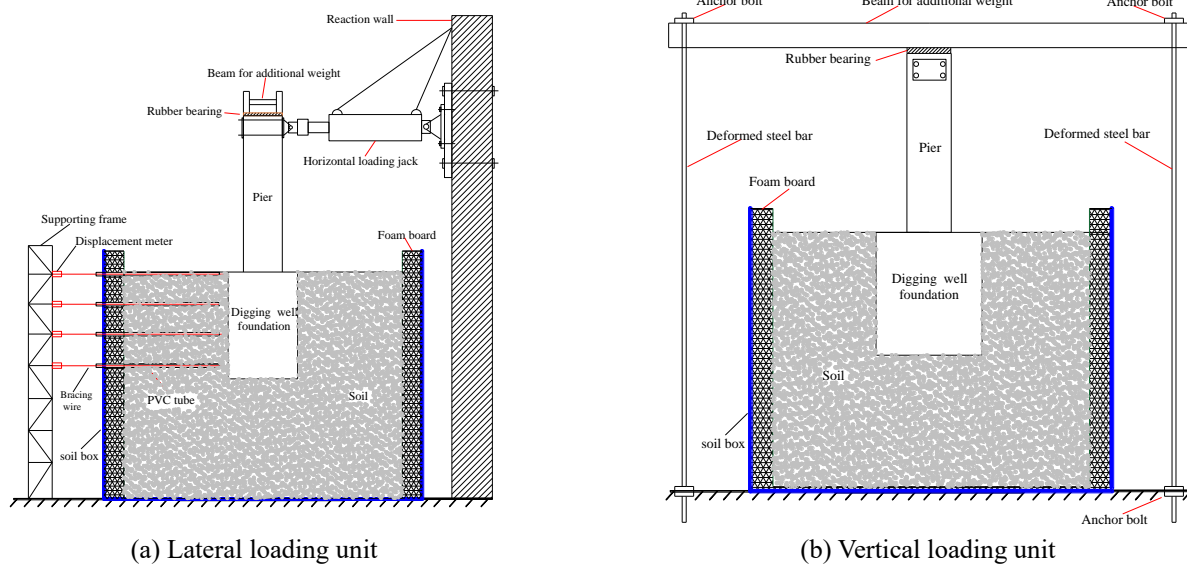 Reaction wall
Beam for additional weight
Rubber bearing
Horizontal loading jack
Pier
Supporting frame
Displacement meter
Foam board
Digging well
foundation
Bracing
wire
PVC tube
Soil
soil box
(a) Lateral loading unit
Anchor bolt
Beam for additional weight
Anchor bolt
Rubber bearing
Deformed steel bar
Deformed steel bar
Pier
Foam board
Digging well
foundation
Soil
soil box
Anchor bolt
(b) Vertical loading unit